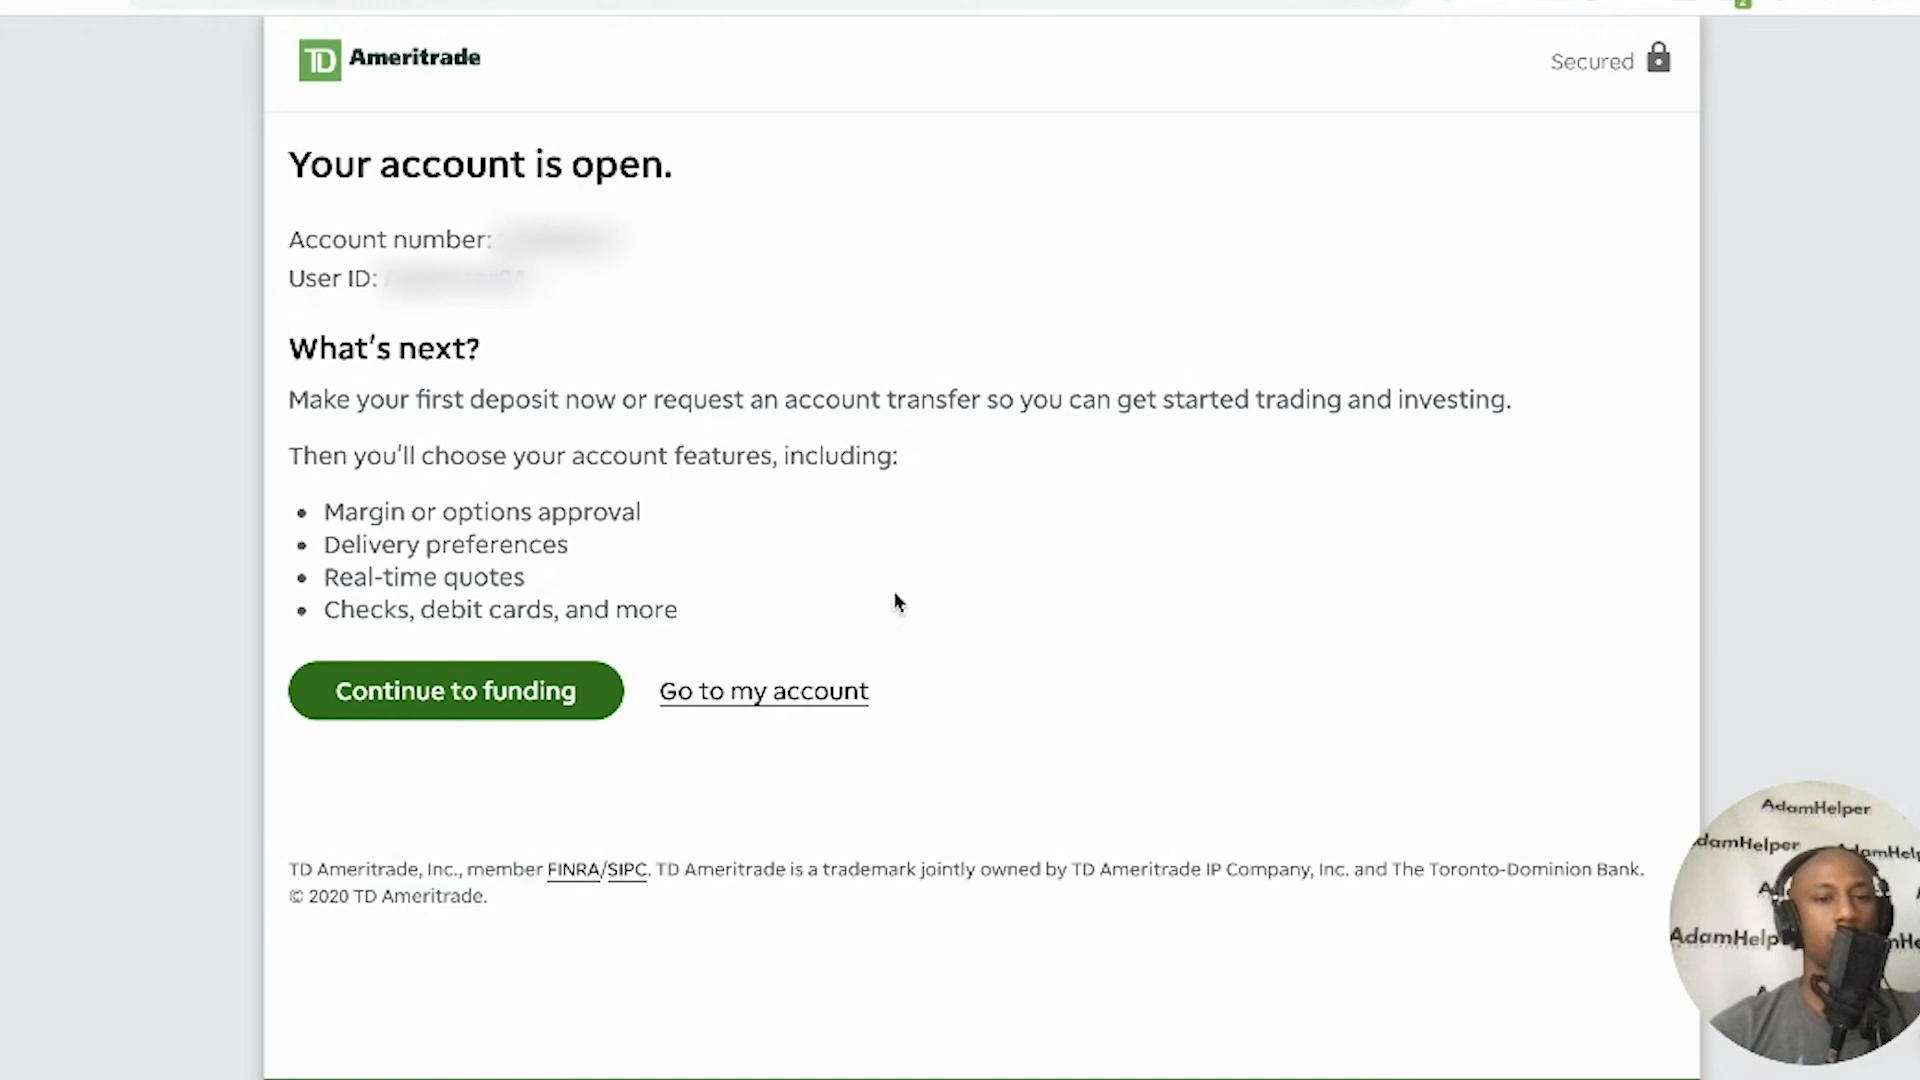 TD Ameritrade
Secured
Your account is open.
Account number:
User ID:
What's next?
Make your first deposit now or request an account transfer so you can get started trading and investing.
Then you'll choose your account features, including:
• Margin or options approval
• Delivery preferences
• Real-time quotes
• Checks, debit cards, and more
Continue to funding
Go to my account
TD Ameritrade, Inc., member FINRA/SIPC. TD Ameritrade is a trademark jointly owned by TD Ameritrade IP Company, Inc. and The Toronto-Dominion Bank.
© 2020 TD Ameritrade.
AdamHelper
damHelper
damHelp
AdamHelp